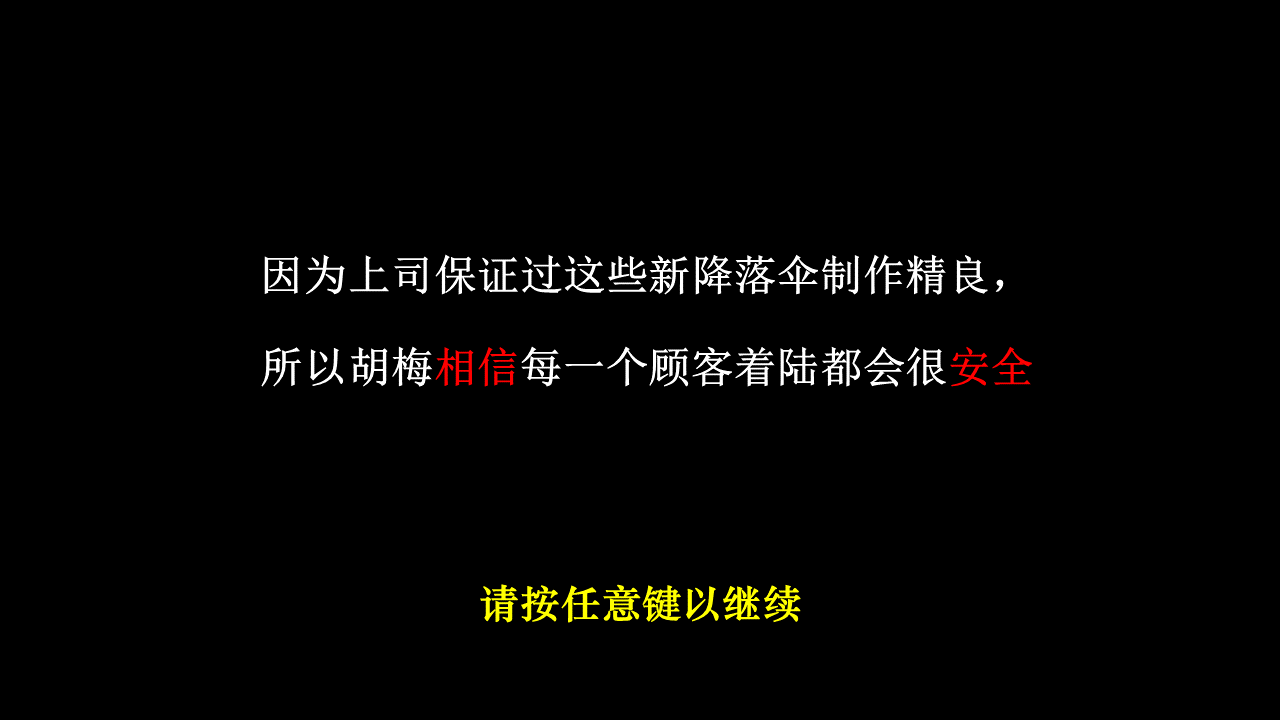 因为上司保证过这些新降落伞制作精良，
所以胡梅相信每一个顾客着陆都会很安全
请按任意键以继续